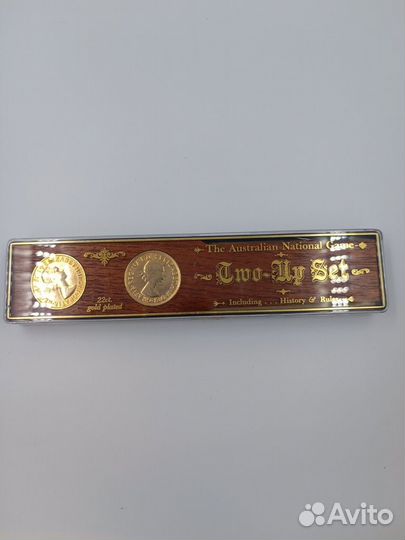 The Australian National Game
Two-Up Set
Including . . . History & Rules
22ct.
gold plated
Avito